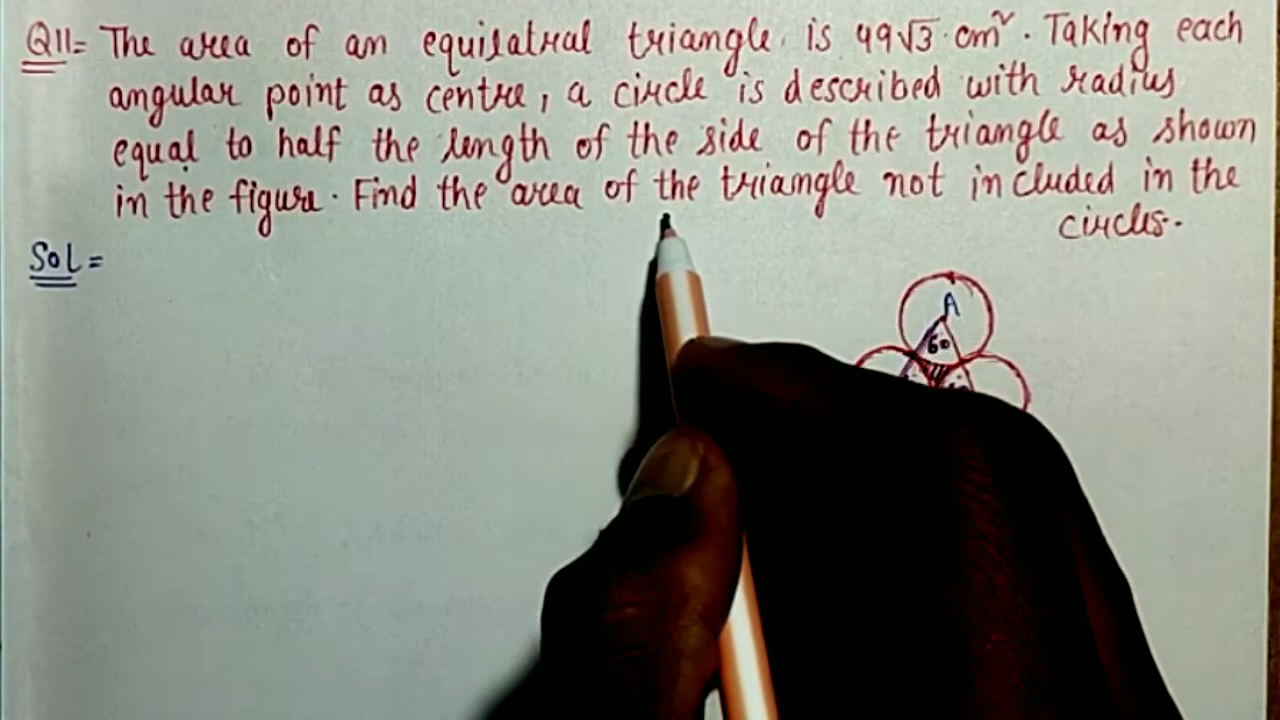 Q11= The area of an equilatral triangle is 49√3 cm². Taking each
angular point as centre, a circle is described with radius
equal to half the length of the side of the triangle as shown
in the figure. Find the area of the triangle not included in the
circles.
Sol=
A
60